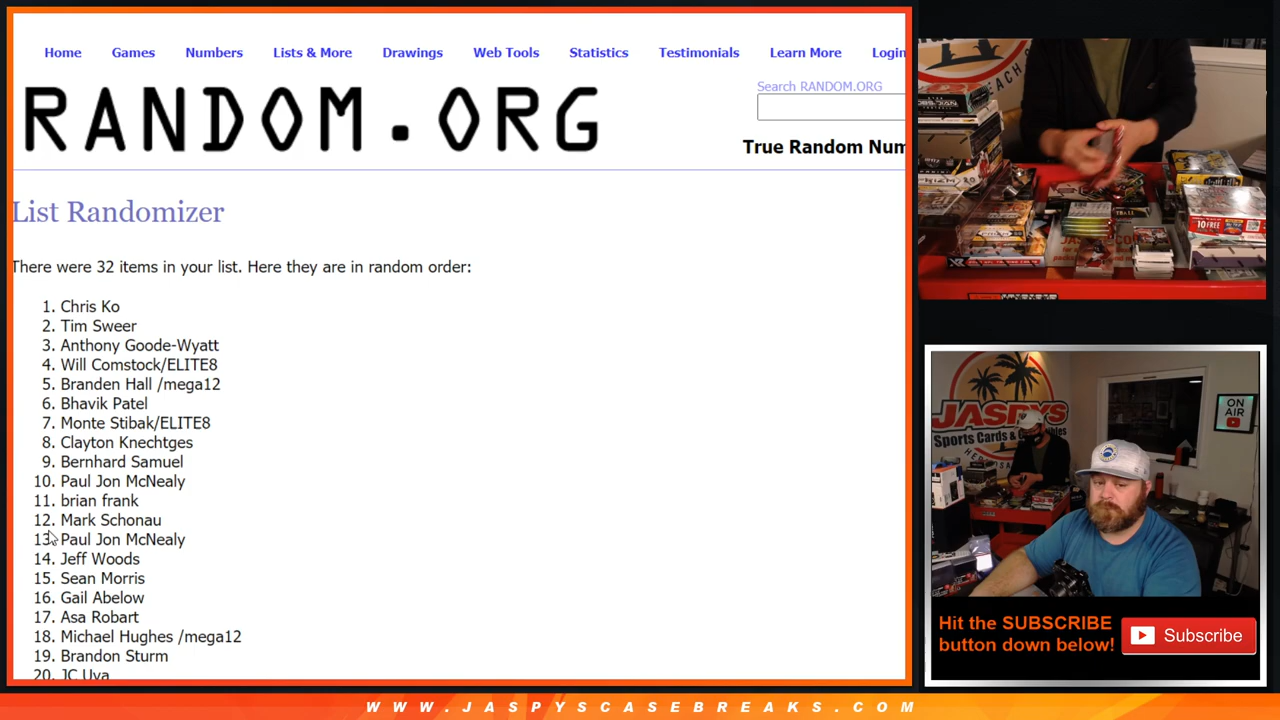 Home Games Numbers Lists & More Drawings Web Tools Statistics Testimonials Learn More Login
RANDOM.ORG
Search RANDOM.ORG
True Random Num
List Randomizer
There were 32 items in your list. Here they are in random order:
1. Chris Ko
2. Tim Sweer
3. Anthony Goode-Wyatt
4. Will Comstock/ELITE8
5. Branden Hall /mega12
6. Bhavik Patel
7. Monte Stibak/ELITE8
8. Clayton Knechtges
9. Bernhard Samuel
10. Paul Jon McNealy
11. brian frank
12. Mark Schonau
13. Paul Jon McNealy
14. Jeff Woods
15. Sean Morris
16. Gail Abelow
17. Asa Robart
18. Michael Hughes /mega12
19. Brandon Sturm
20. JC Uva
10 FREE
JASPYS
Sports Cards &
ON
AIR
Hit the SUBSCRIBE
button down below!
Subscribe
WWW.JASPYSCASEBREAKS.COM